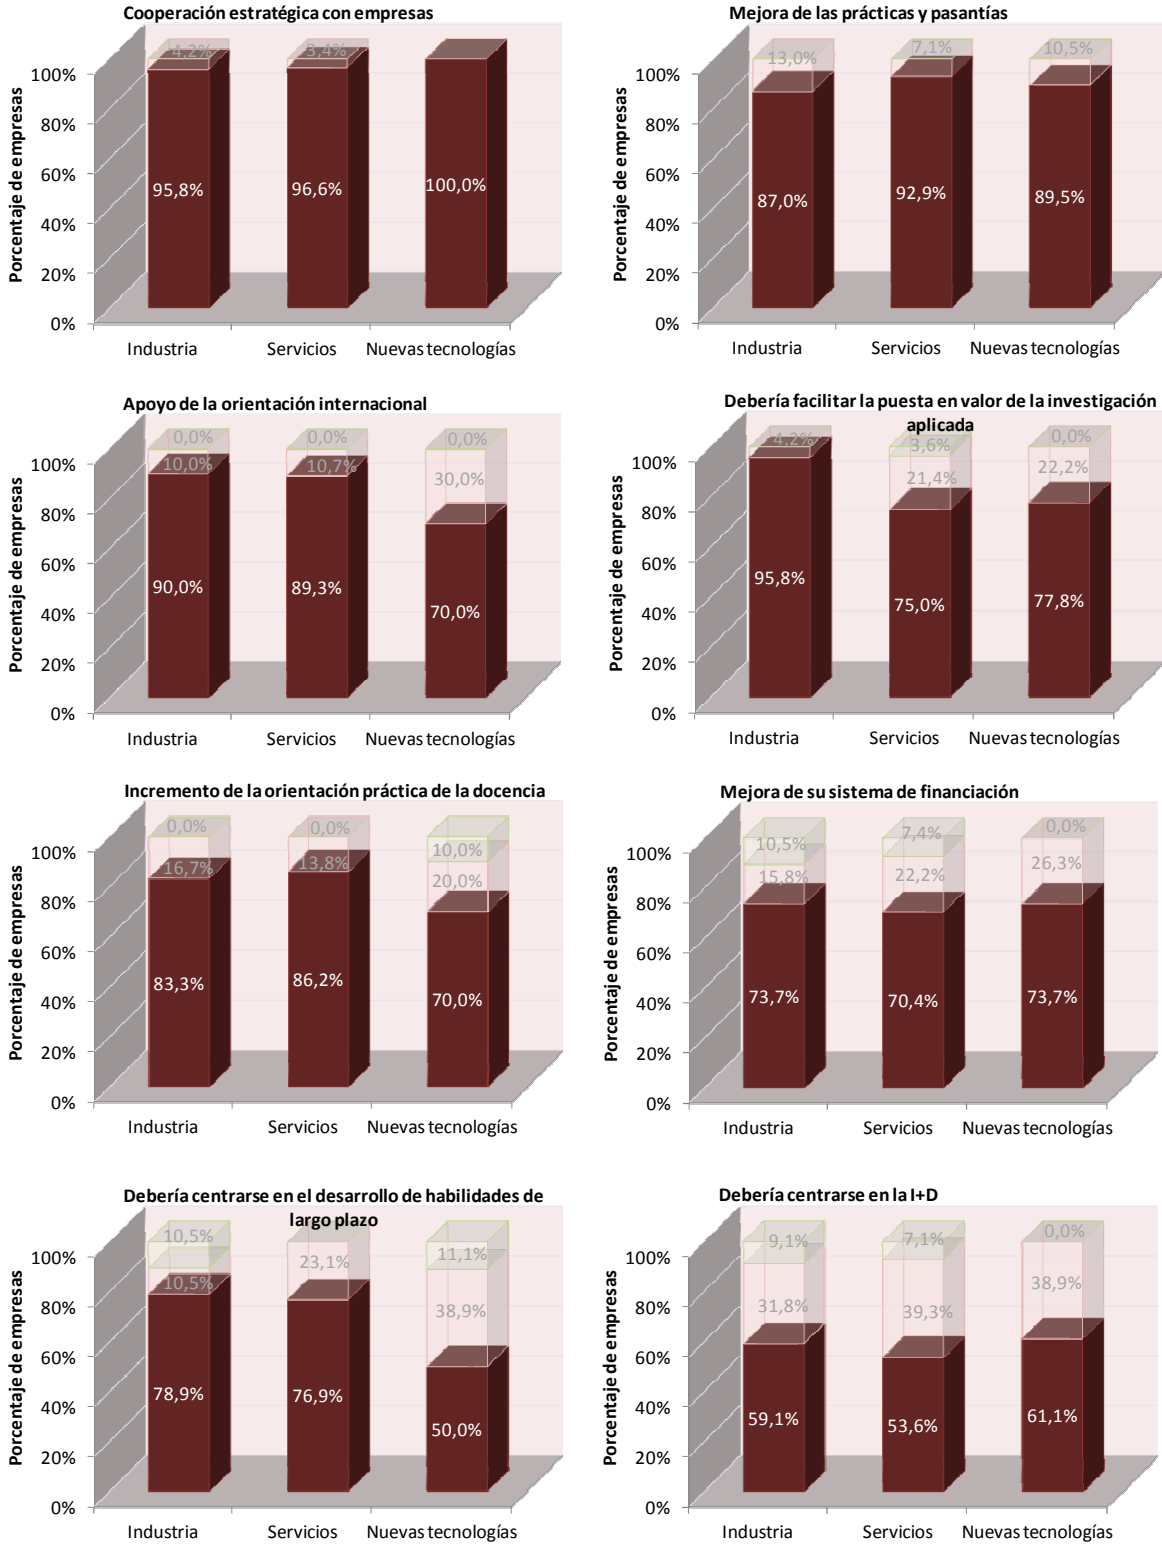 Cooperación estratégica con empresas
Porcentaje de empresas
100%
80%
60%
40%
20%
0%
4,2%
3,4%
95,8%
96,6%
100,0%
Industria
Servicios
Nuevas tecnologías
Mejora de las prácticas y pasantías
Porcentaje de empresas
100%
80%
60%
40%
20%
0%
13,0%
7,1%
10,5%
87,0%
92,9%
89,5%
Industria
Servicios
Nuevas tecnologías
Apoyo de la orientación internacional
Porcentaje de empresas
100%
80%
60%
40%
20%
0%
0,0%
0,0%
0,0%
10,0%
10,7%
30,0%
90,0%
89,3%
70,0%
Industria
Servicios
Nuevas tecnologías
Debería facilitar la puesta en valor de la investigación
aplicada
Porcentaje de empresas
100%
80%
60%
40%
20%
0%
4,2%
3,6%
0,0%
21,4%
22,2%
95,8%
75,0%
77,8%
Industria
Servicios
Nuevas tecnologías
Incremento de la orientación práctica de la docencia
Porcentaje de empresas
100%
80%
60%
40%
20%
0%
0,0%
0,0%
10,0%
16,7%
13,8%
20,0%
83,3%
86,2%
70,0%
Industria
Servicios
Nuevas tecnologías
Mejora de su sistema de financiación
Porcentaje de empresas
100%
80%
60%
40%
20%
0%
10,5%
7,4%
0,0%
15,8%
22,2%
26,3%
73,7%
70,4%
73,7%
Industria
Servicios
Nuevas tecnologías
Debería centrarse en el desarrollo de habilidades de
largo plazo
Porcentaje de empresas
100%
80%
60%
40%
20%
0%
10,5%
11,1%
10,5%
23,1%
38,9%
78,9%
76,9%
50,0%
Industria
Servicios
Nuevas tecnologías
Debería centrarse en la I+D
Porcentaje de empresas
100%
80%
60%
40%
20%
0%
9,1%
7,1%
0,0%
31,8%
39,3%
38,9%
59,1%
53,6%
61,1%
Industria
Servicios
Nuevas tecnologías